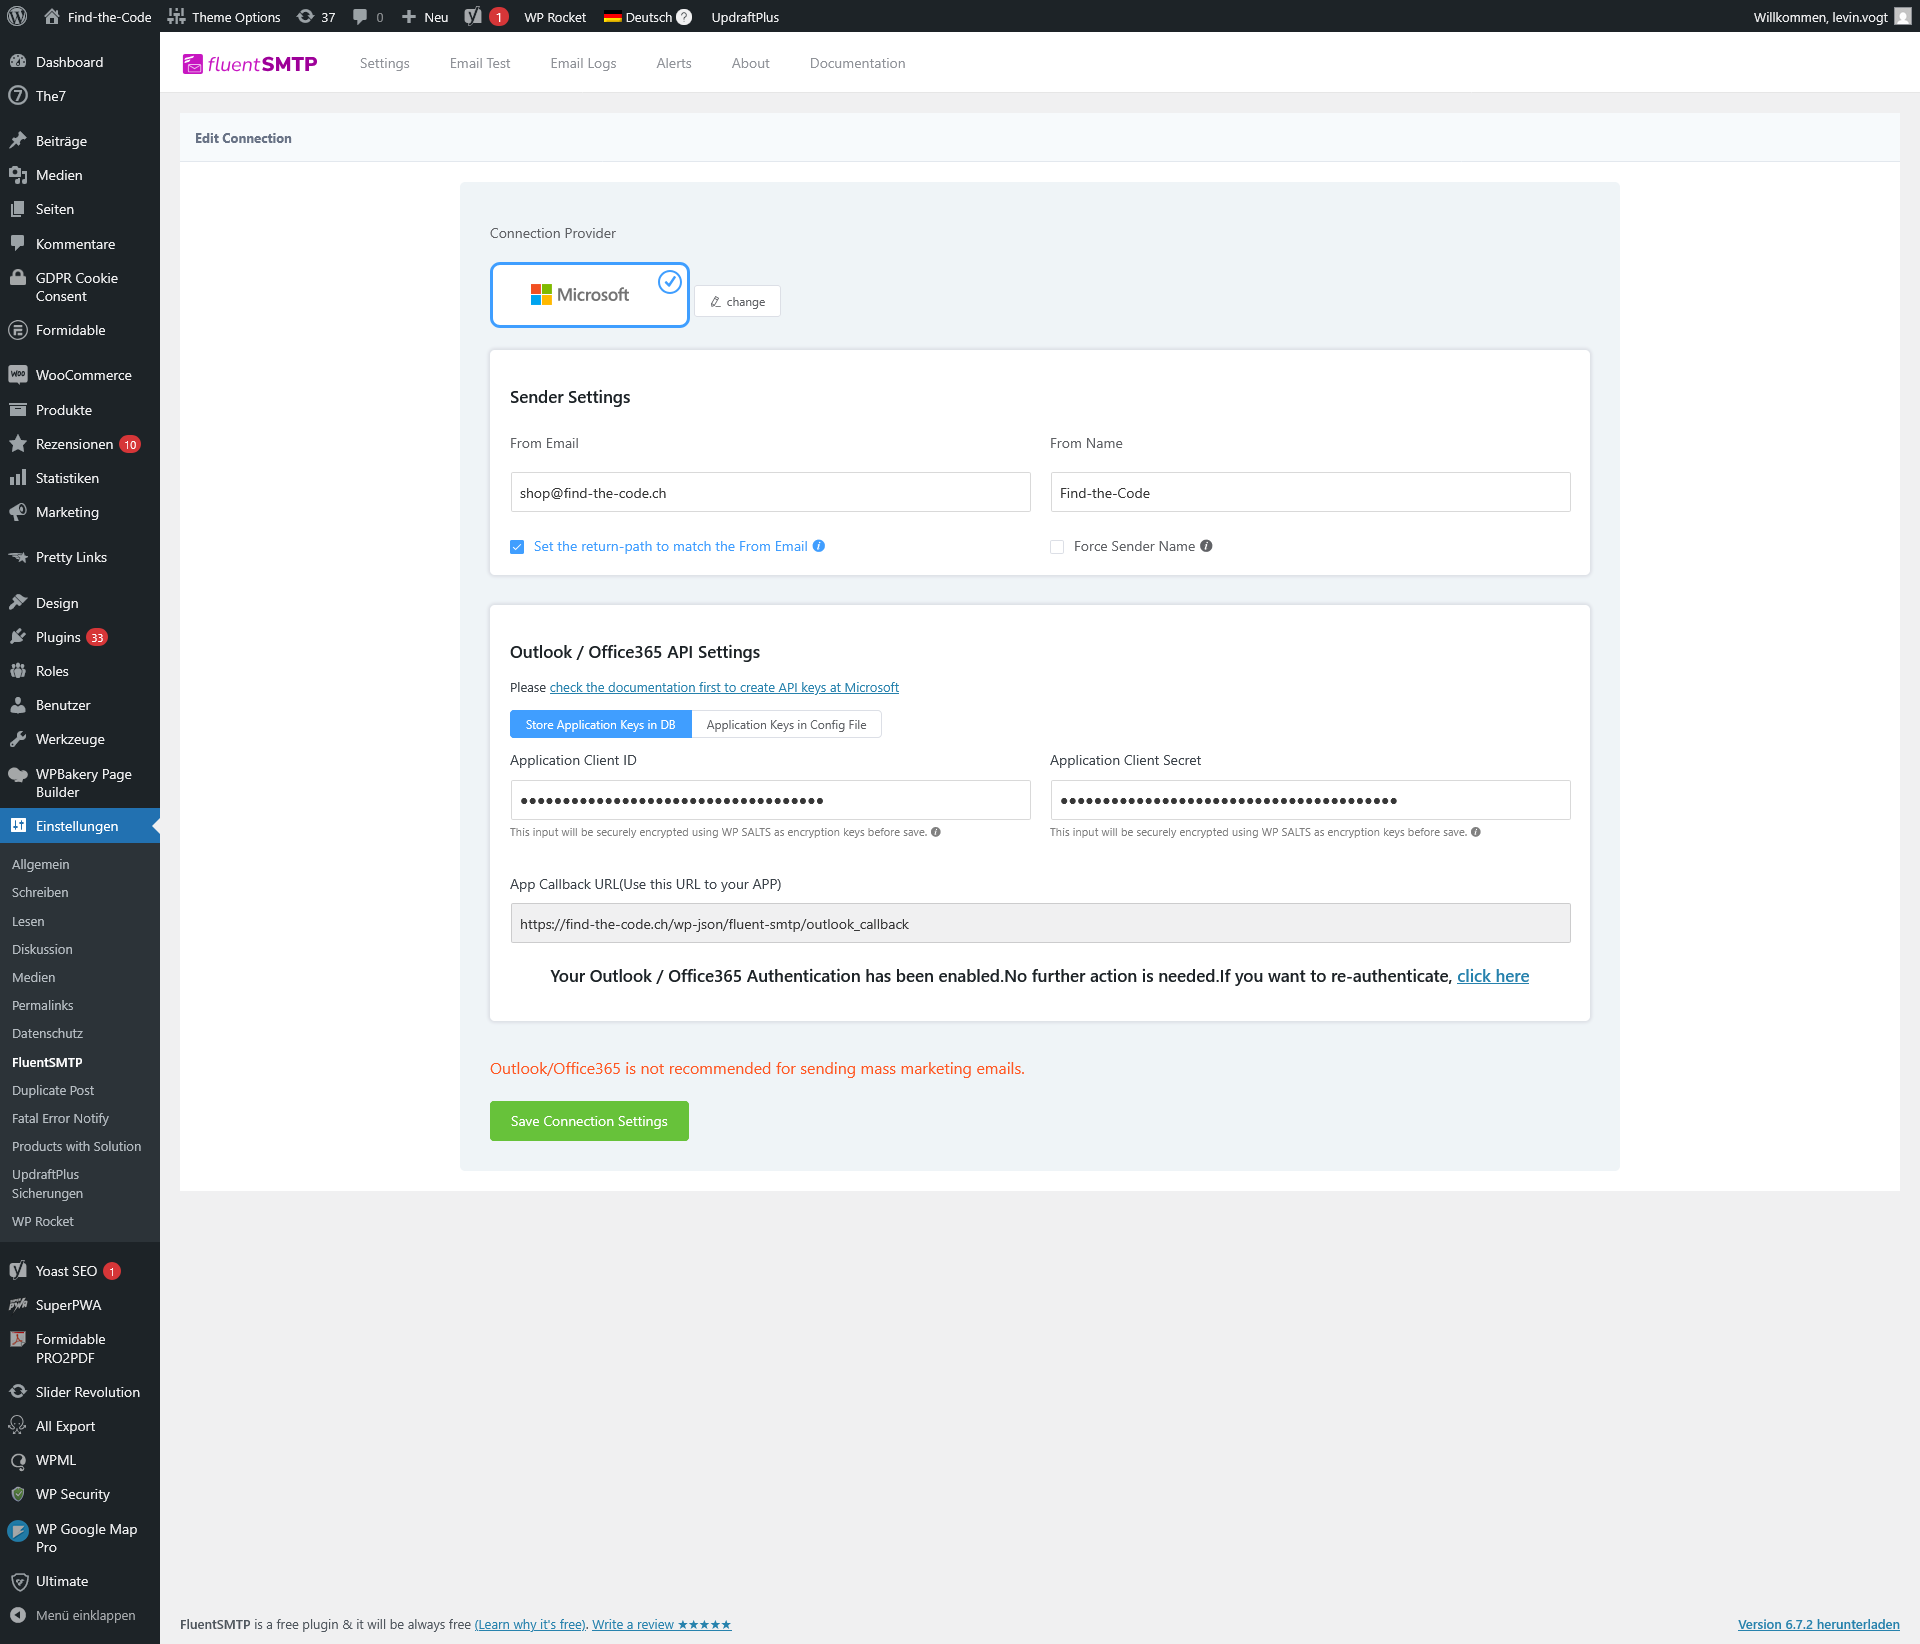 Find-the-Code Theme Options 37 0 Neu 1 WP Rocket Deutsch ? UpdraftPlus Willkommen, levin.vogt
Dashboard
The7
Beiträge
Medien
Seiten
Kommentare
GDPR Cookie
Consent
Formidable
WooCommerce
Produkte
Rezensionen 10
Statistiken
Marketing
Pretty Links
Design
Plugins 33
Roles
Benutzer
Werkzeuge
WPBakery Page
Builder
Einstellungen
Allgemein
Schreiben
Lesen
Diskussion
Medien
Permalinks
Datenschutz
FluentSMTP
Duplicate Post
Fatal Error Notify
Products with Solution
UpdraftPlus
Sicherungen
WP Rocket
Yoast SEO 1
SuperPWA
Formidable
PRO2PDF
Slider Revolution
All Export
WPML
WP Security
WP Google Map
Pro
Ultimate
Menü einklappen
fluentSMTP Settings Email Test Email Logs Alerts About Documentation
Edit Connection
Connection Provider
Microsoft
change
Sender Settings
From Email From Name
shop@find-the-code.ch Find-the-Code
Set the return-path to match the From Email Force Sender Name
Outlook / Office365 API Settings
Please check the documentation first to create API keys at Microsoft
Store Application Keys in DB Application Keys in Config File
Application Client ID Application Client Secret
This input will be securely encrypted using WP SALTS as encryption keys before save. This input will be securely encrypted using WP SALTS as encryption keys before save.
App Callback URL(Use this URL to your APP)
https://find-the-code.ch/wp-json/fluent-smtp/outlook_callback
Your Outlook / Office365 Authentication has been enabled.No further action is needed.If you want to re-authenticate, click here
Outlook/Office365 is not recommended for sending mass marketing emails.
Save Connection Settings
FluentSMTP is a free plugin & it will be always free (Learn why it's free). Write a review ★★★★★ Version 6.7.2 herunterladen